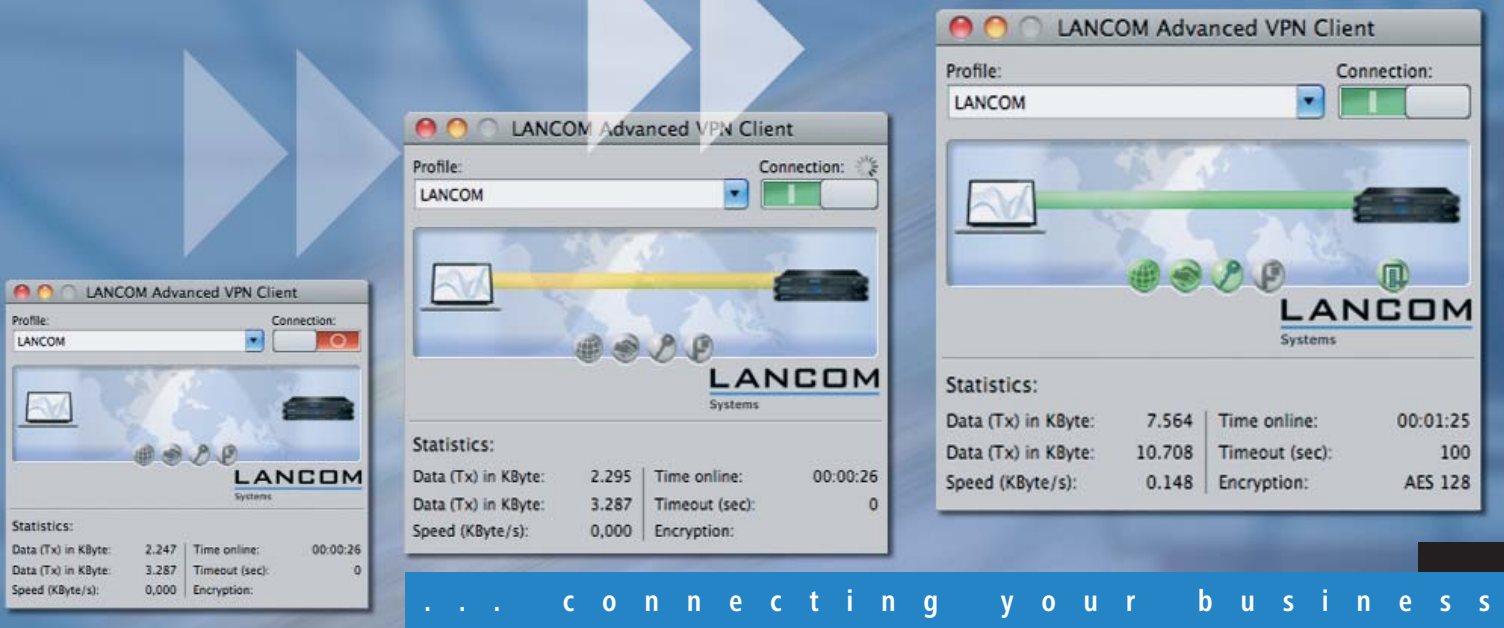 LANCOM Advanced VPN Client
Profile:
Connection:
LANCOM
LANCOM
Systems
Statistics:
Data (Tx) in KByte: 2.247 Time online: 00:00:26
Data (Tx) in KByte: 3.287 Timeout (sec): 0
Speed (KByte/s): 0,000 Encryption:
LANCOM Advanced VPN Client
Profile:
Connection:
LANCOM
LANCOM
Systems
Statistics:
Data (Tx) in KByte: 2.295 Time online: 00:00:26
Data (Tx) in KByte: 3.287 Timeout (sec): 0
Speed (KByte/s): 0,000 Encryption:
LANCOM Advanced VPN Client
Profile:
Connection:
LANCOM
LANCOM
Systems
Statistics:
Data (Tx) in KByte: 7.564 Time online: 00:01:25
Data (Tx) in KByte: 10.708 Timeout (sec): 100
Speed (KByte/s): 0.148 Encryption: AES 128
... connecting your business